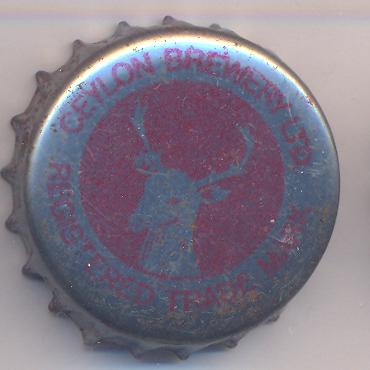 CEYLON BREWERY LTD
REGISTERED TRADE MARK